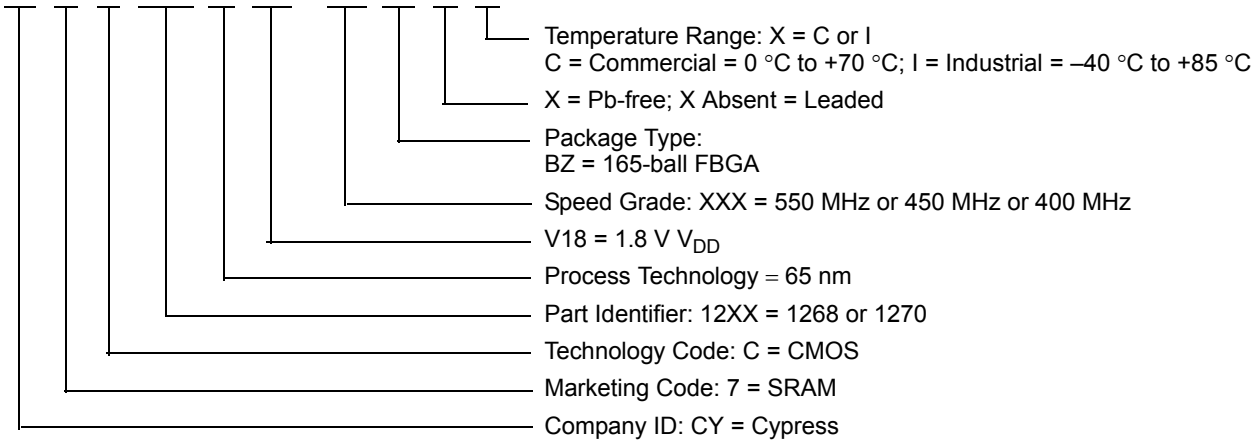 Temperature Range: X = C or I
C = Commercial = 0 °C to +70 °C; I = Industrial = –40 °C to +85 °C
X = Pb-free; X Absent = Leaded
Package Type:
BZ = 165-ball FBGA
Speed Grade: XXX = 550 MHz or 450 MHz or 400 MHz
V18 = 1.8 V VDD
Process Technology = 65 nm
Part Identifier: 12XX = 1268 or 1270
Technology Code: C = CMOS
Marketing Code: 7 = SRAM
Company ID: CY = Cypress